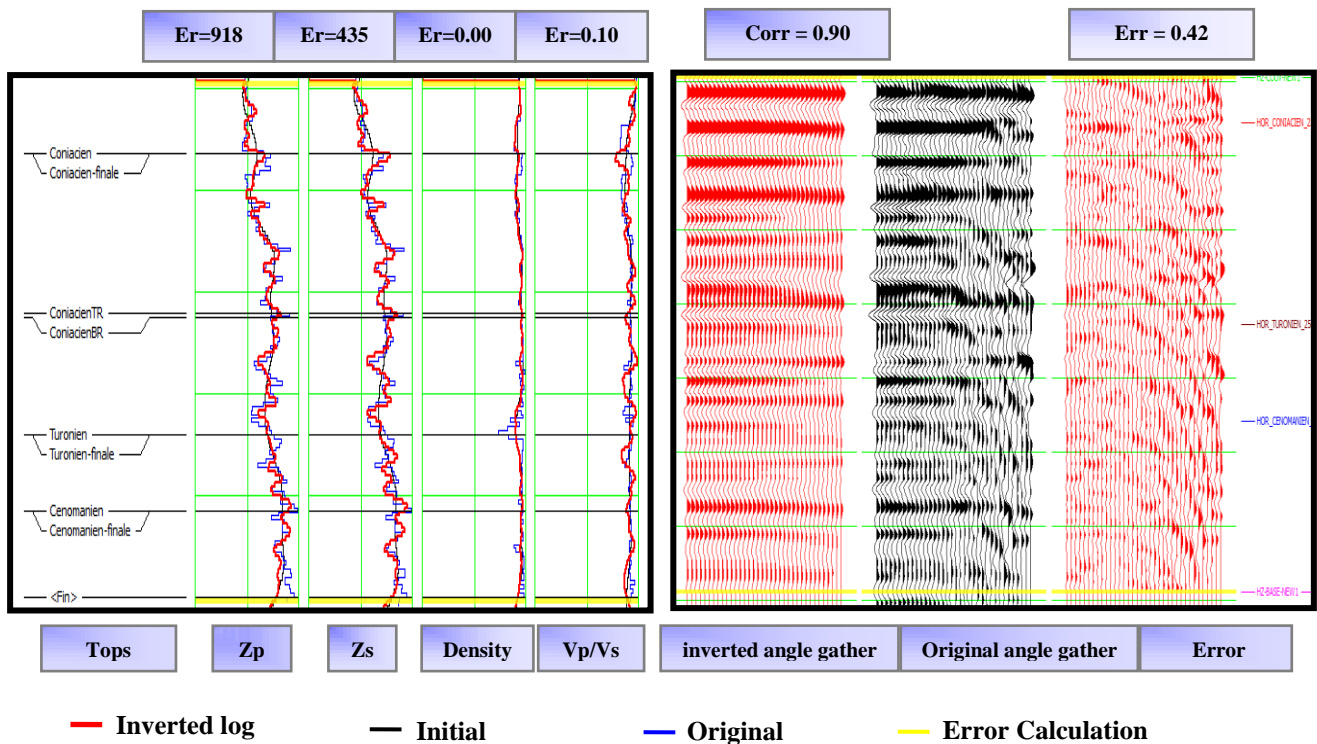 Er=918 Er=435 Er=0.00 Er=0.10 Corr = 0.90 Err = 0.42
HOR_CONIACIEN_2
Coniacien
Coniacien-finale
ConiacienTR
ConiacienBR
HOR_TURONIEN_25
HOR_CENOMANIEN_
Turonien
Turonien-finale
Cenomanien
Cenomanien-finale
<Fin>
HZ-BASE-NEW1
Tops Zp Zs Density Vp/Vs inverted angle gather Original angle gather Error
Inverted log Initial Original Error Calculation